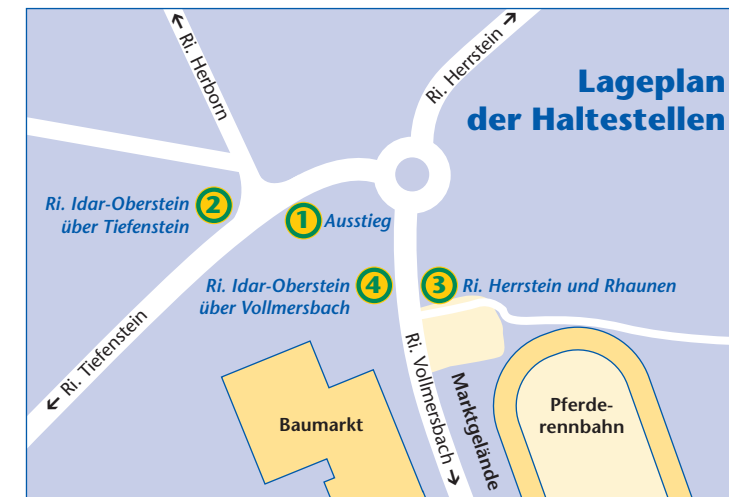 Ri. Herborn
Ri. Herrstein
Lageplan
der Haltestellen
Ri. Idar-Oberstein
über Tiefenstein
2
1
Ausstieg
Ri. Idar-Oberstein
über Vollmersbach
4
3
Ri. Herrstein und Rhaunen
Ri. Tiefenstein
Ri. Vollmersbach
Marktgelände
Baumarkt
Pferde-
rennbahn